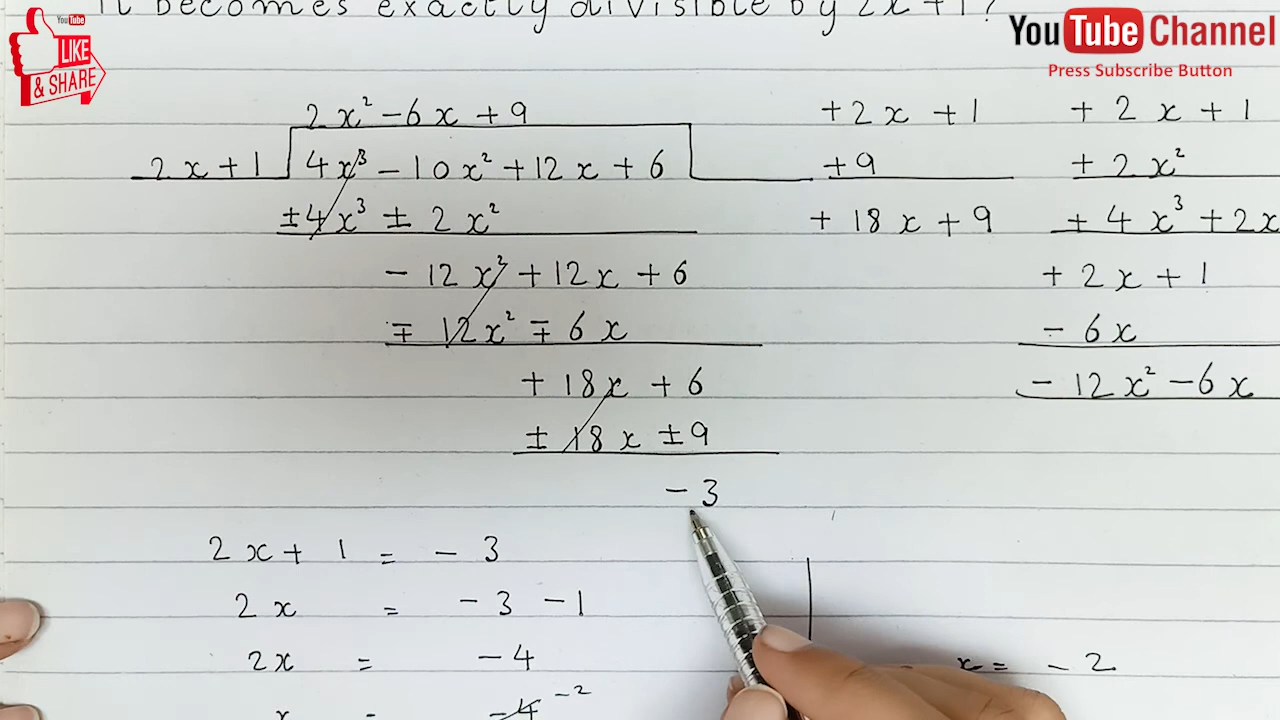 It becomes exactly divisible by 2x+1?
YouTube
LIKE
& SHARE
YouTube Channel
Press Subscribe Button
2x² - 6x + 9
2x + 1 4x³ - 10x² + 12x + 6
± 4x³ ± 2x²
- 12x² + 12x + 6
∓ 12x² ∓ 6x
+ 18x + 6
± 18x ± 9
- 3
+ 2x + 1
+ 9
+ 18x + 9
+ 2x + 1
+ 2x²
+ 4x³ + 2x
+ 2x + 1
- 6x
- 12x² - 6x
2x + 1 = - 3
2x = - 3 - 1
2x = - 4
x = -4 -2
x = - 2